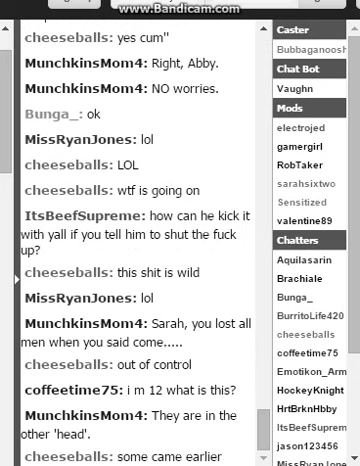 www.Bandicam.com
cheeseballs: yes cum"
MunchkinsMom4: Right, Abby.
MunchkinsMom4: NO worries.
Bunga_: ok
MissRyanJones: lol
cheeseballs: LOL
cheeseballs: wtf is going on
ItsBeefSupreme: how can he kick it
with yall if you tell him to shut the fuck
up?
cheeseballs: this shit is wild
MissRyanJones: lol
MunchkinsMom4: Sarah, you lost all
men when you said come.....
cheeseballs: out of control
coffeetime75: i m 12 what is this?
MunchkinsMom4: They are in the
other 'head'.
cheeseballs: some came earlier
Caster
Bubbaganoosh
Chat Bot
Vaughn
Mods
electrojed
gamergirl
RobTaker
sarahsixtwo
Sensitized
valentine89
Chatters
Aquilasarin
Brachiale
Bunga_
BurritoLife420
cheeseballs
coffeetime75
Emotikon_Arm
HockeyKnight
HrtBrknHbby
ItsBeefSuprem
jason123456
MissRyanJones